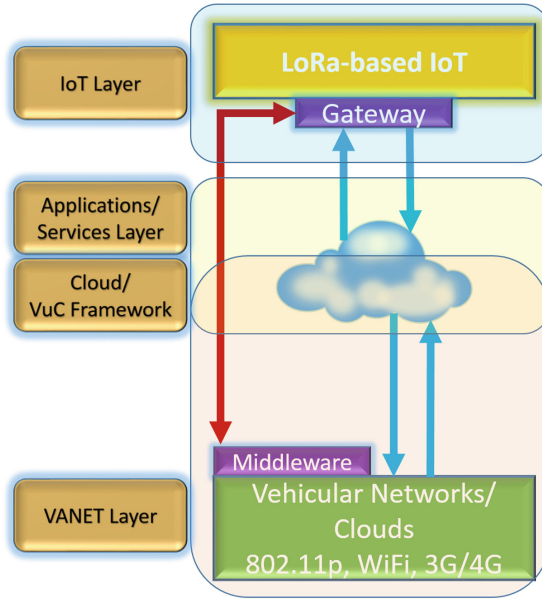 IoT Layer
LoRa-based IoT
Gateway
Applications/
Services Layer
Cloud/
VuC Framework
Middleware
VANET Layer
Vehicular Networks/
Clouds
802.11p, WiFi, 3G/4G